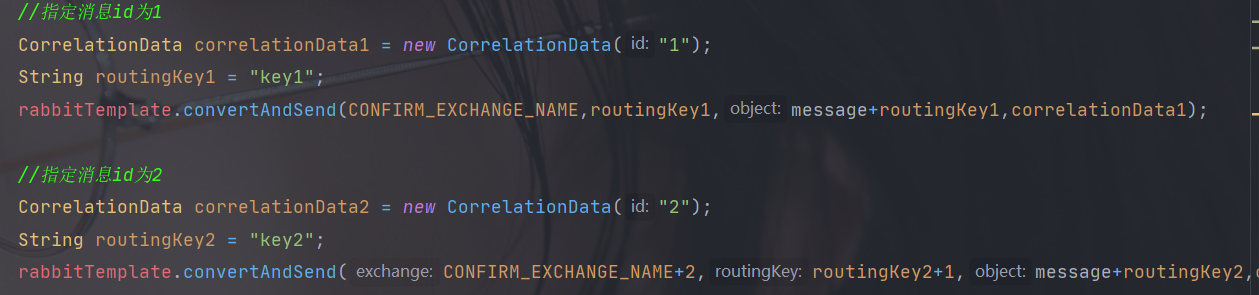 //指定消息id为1
CorrelationData correlationData1 = new CorrelationData( id: "1");
String routingKey1 = "key1";
rabbitTemplate.convertAndSend(CONFIRM_EXCHANGE_NAME,routingKey1, object: message+routingKey1,correlationData1);
//指定消息id为2
CorrelationData correlationData2 = new CorrelationData( id: "2");
String routingKey2 = "key2";
rabbitTemplate.convertAndSend( exchange: CONFIRM_EXCHANGE_NAME+2, routingKey: routingKey2+1, object: message+routingKey2,